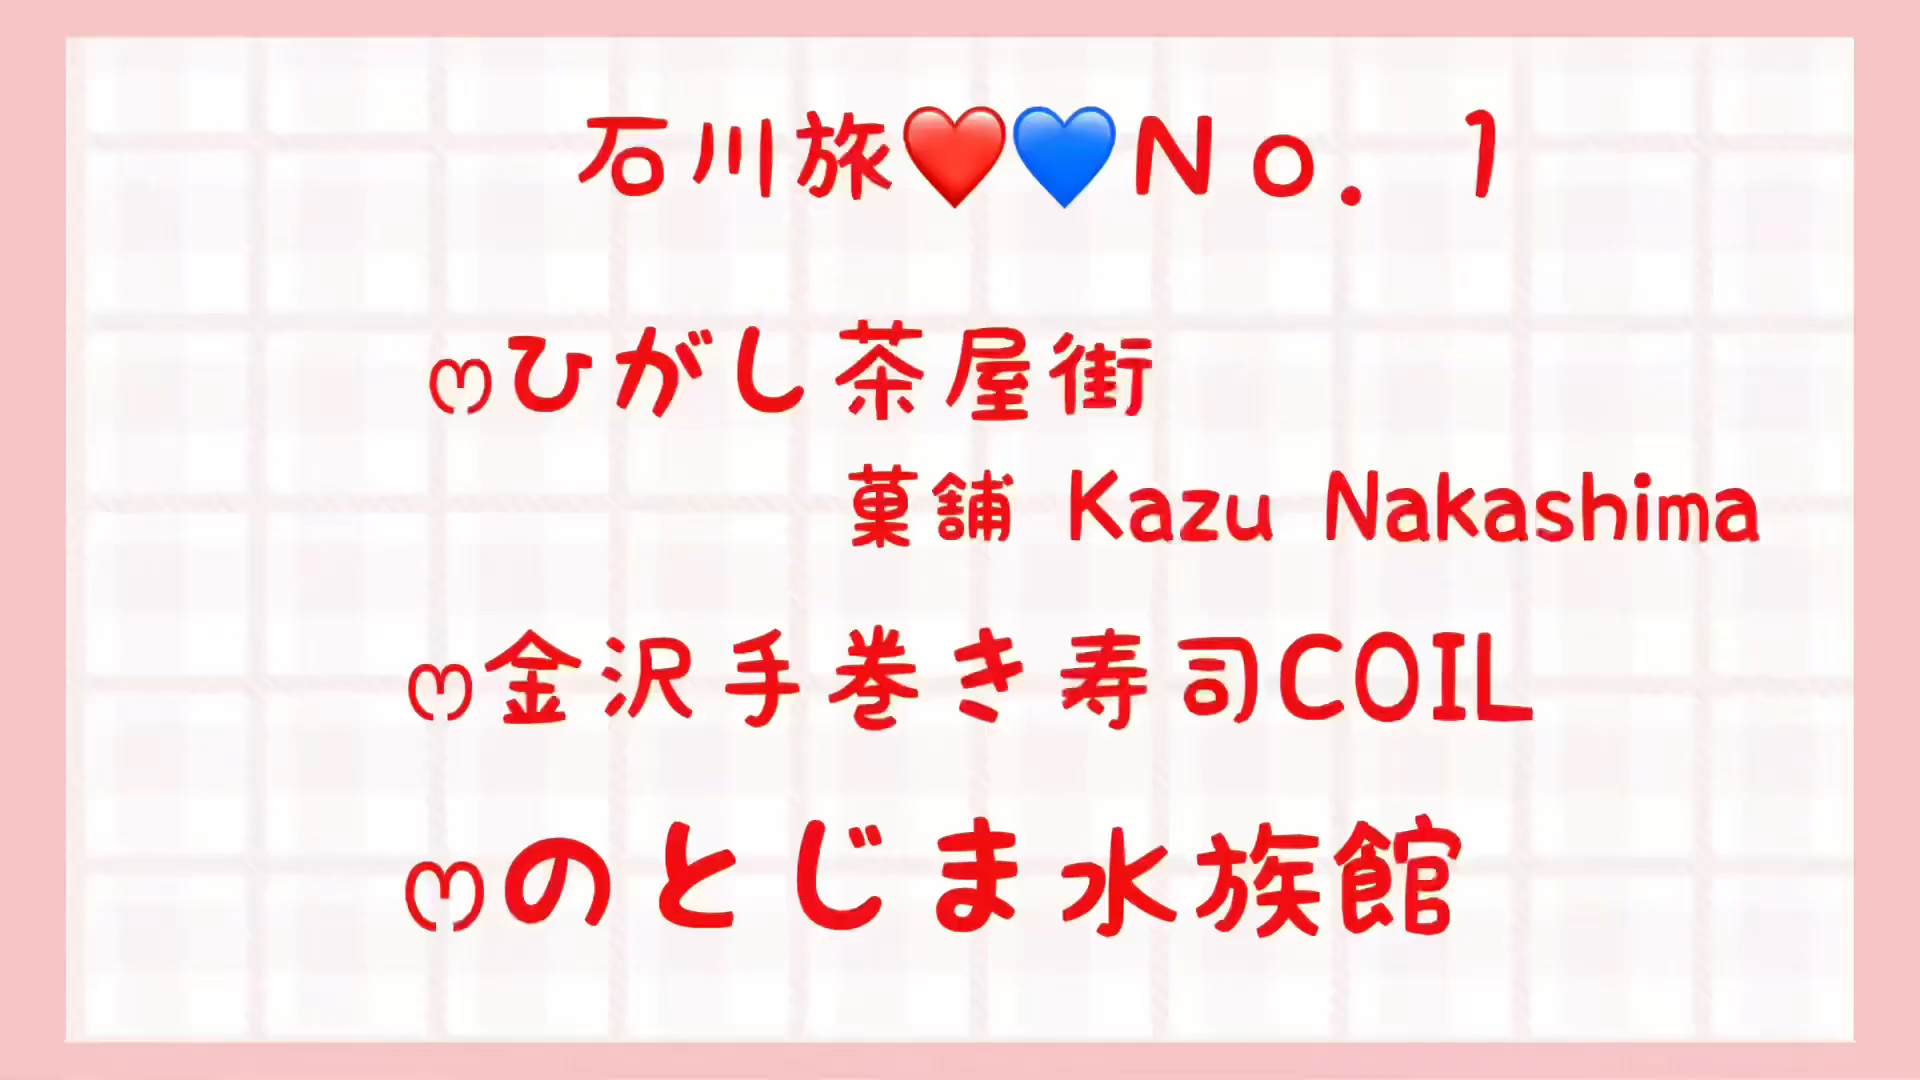 石川旅❤️💙No. 1
ෆひがし茶屋街
菓舗 Kazu Nakashima
ෆ金沢手巻き寿司COIL
ෆのとじま水族館